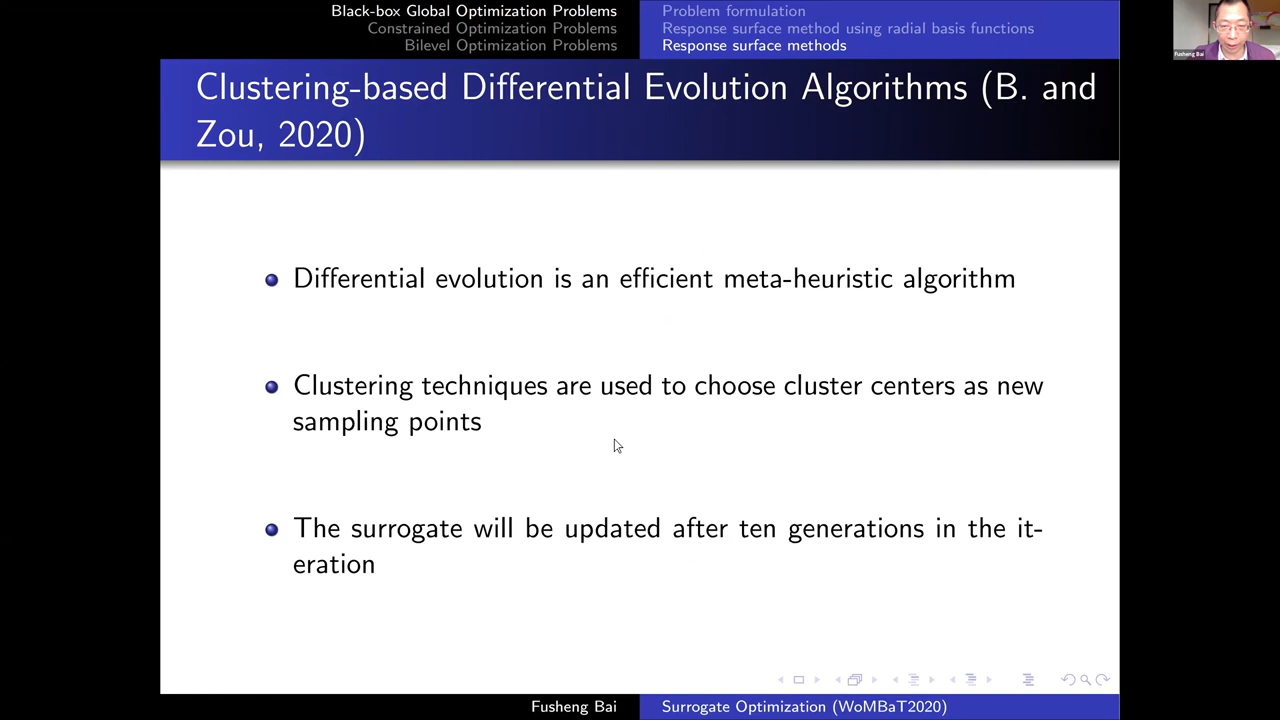 Black-box Global Optimization Problems
Constrained Optimization Problems
Bilevel Optimization Problems
Problem formulation
Response surface method using radial basis functions
Response surface methods
Fusheng Bai
Clustering-based Differential Evolution Algorithms (B. and
Zou, 2020)
Differential evolution is an efficient meta-heuristic algorithm
Clustering techniques are used to choose cluster centers as new
sampling points
The surrogate will be updated after ten generations in the it-
eration
Fusheng Bai
Surrogate Optimization (WoMBaT2020)